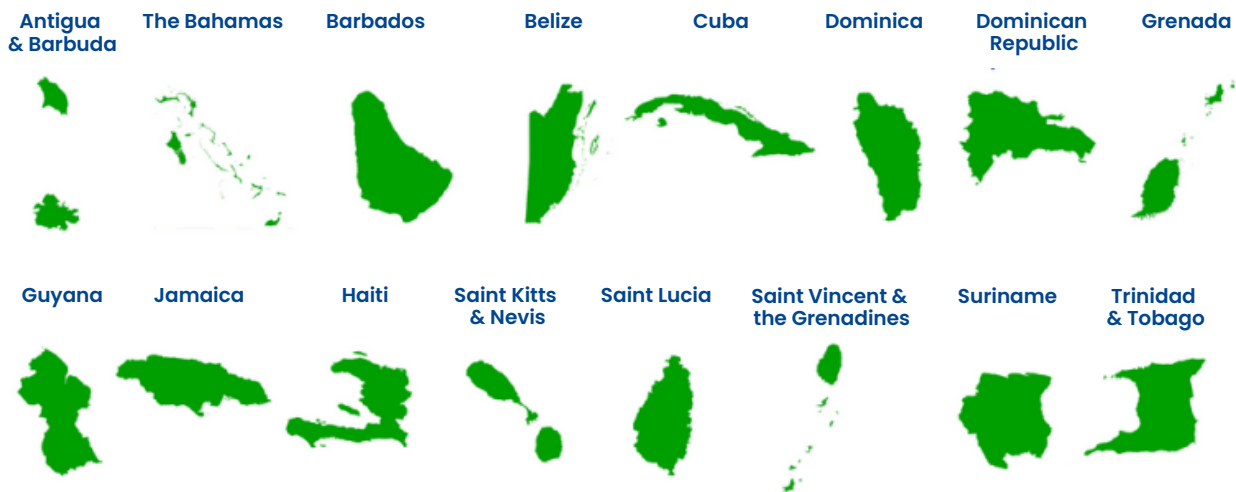 Antigua
& Barbuda
The Bahamas
Barbados
Belize
Cuba
Dominica
Dominican
Republic
Grenada
Guyana
Jamaica
Haiti
Saint Kitts
& Nevis
Saint Lucia
Saint Vincent &
the Grenadines
Suriname
Trinidad
& Tobago